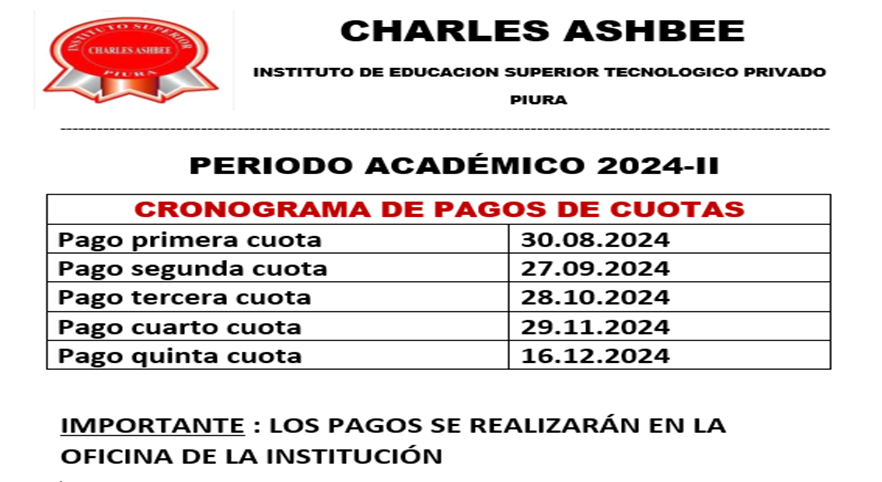 INSTITUTO SUPERIOR
CHARLES ASHBEE
PIURA
CHARLES ASHBEE
INSTITUTO DE EDUCACION SUPERIOR TECNOLOGICO PRIVADO
PIURA
PERIODO ACADÉMICO 2024-II
CRONOGRAMA DE PAGOS DE CUOTAS
Pago primera cuota 30.08.2024
Pago segunda cuota 27.09.2024
Pago tercera cuota 28.10.2024
Pago cuarto cuota 29.11.2024
Pago quinta cuota 16.12.2024
IMPORTANTE : LOS PAGOS SE REALIZARÁN EN LA
OFICINA DE LA INSTITUCIÓN